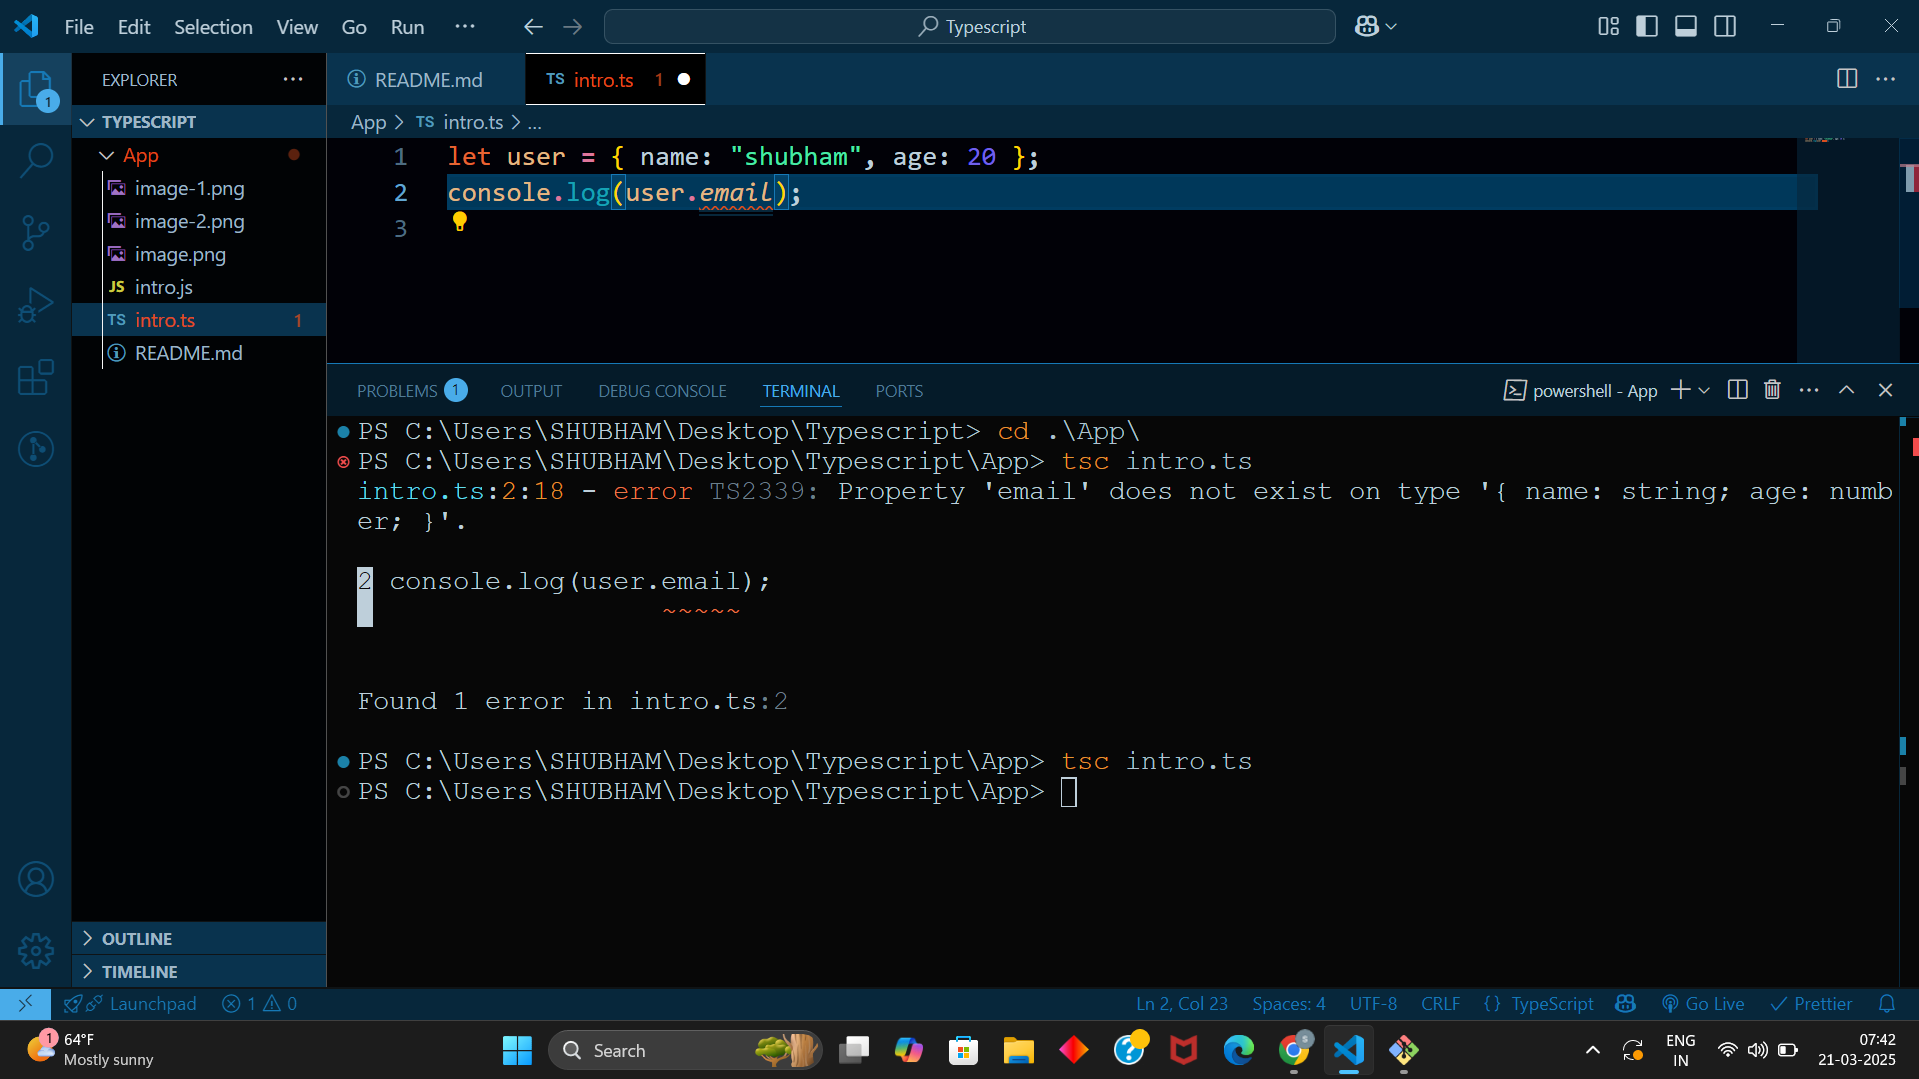 File Edit Selection View Go Run ··· Typescript
EXPLORER ···
README.md
TS intro.ts 1
···
TYPESCRIPT
App > TS intro.ts > ...
App
image-1.png
image-2.png
image.png
JS intro.js
TS intro.ts 1
README.md
1
1 let user = { name: "shubham", age: 20 };
2 console.log(user.email);
3
PROBLEMS 1 OUTPUT DEBUG CONSOLE TERMINAL PORTS
powershell - App
PS C:\Users\SHUBHAM\Desktop\Typescript> cd .\App\
PS C:\Users\SHUBHAM\Desktop\Typescript\App> tsc intro.ts
intro.ts:2:18 - error TS2339: Property 'email' does not exist on type '{ name: string; age: numb
er; }'.
2 console.log(user.email);
~~~~~
Found 1 error in intro.ts:2
PS C:\Users\SHUBHAM\Desktop\Typescript\App> tsc intro.ts
PS C:\Users\SHUBHAM\Desktop\Typescript\App>
OUTLINE
TIMELINE
Launchpad 1 0 Ln 2, Col 23 Spaces: 4 UTF-8 CRLF {} TypeScript Go Live Prettier
1
64°F
Mostly sunny
Search
S
ENG
IN
07:42
21-03-2025